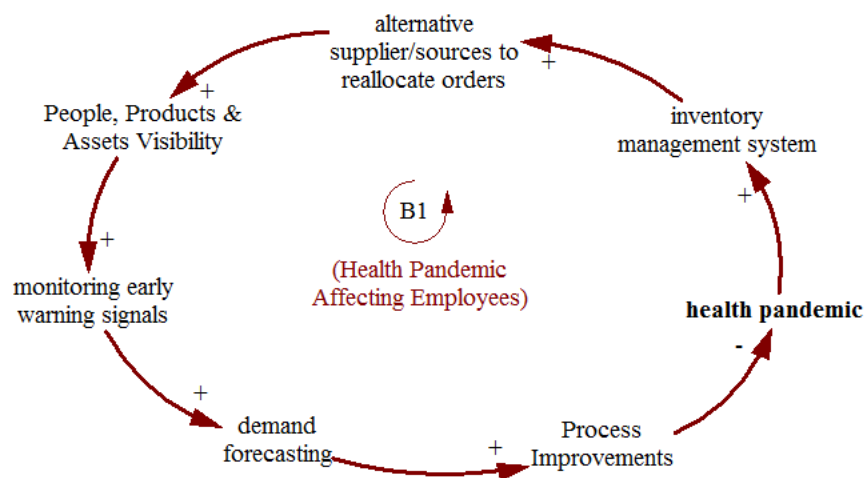 alternative
supplier/sources to
reallocate orders
+
+
People, Products &
Assets Visibility
inventory
management system
+
B1
+
(Health Pandemic
Affecting Employees)
monitoring early
warning signals
health pandemic
-
+
demand
forecasting
+
Process
Improvements